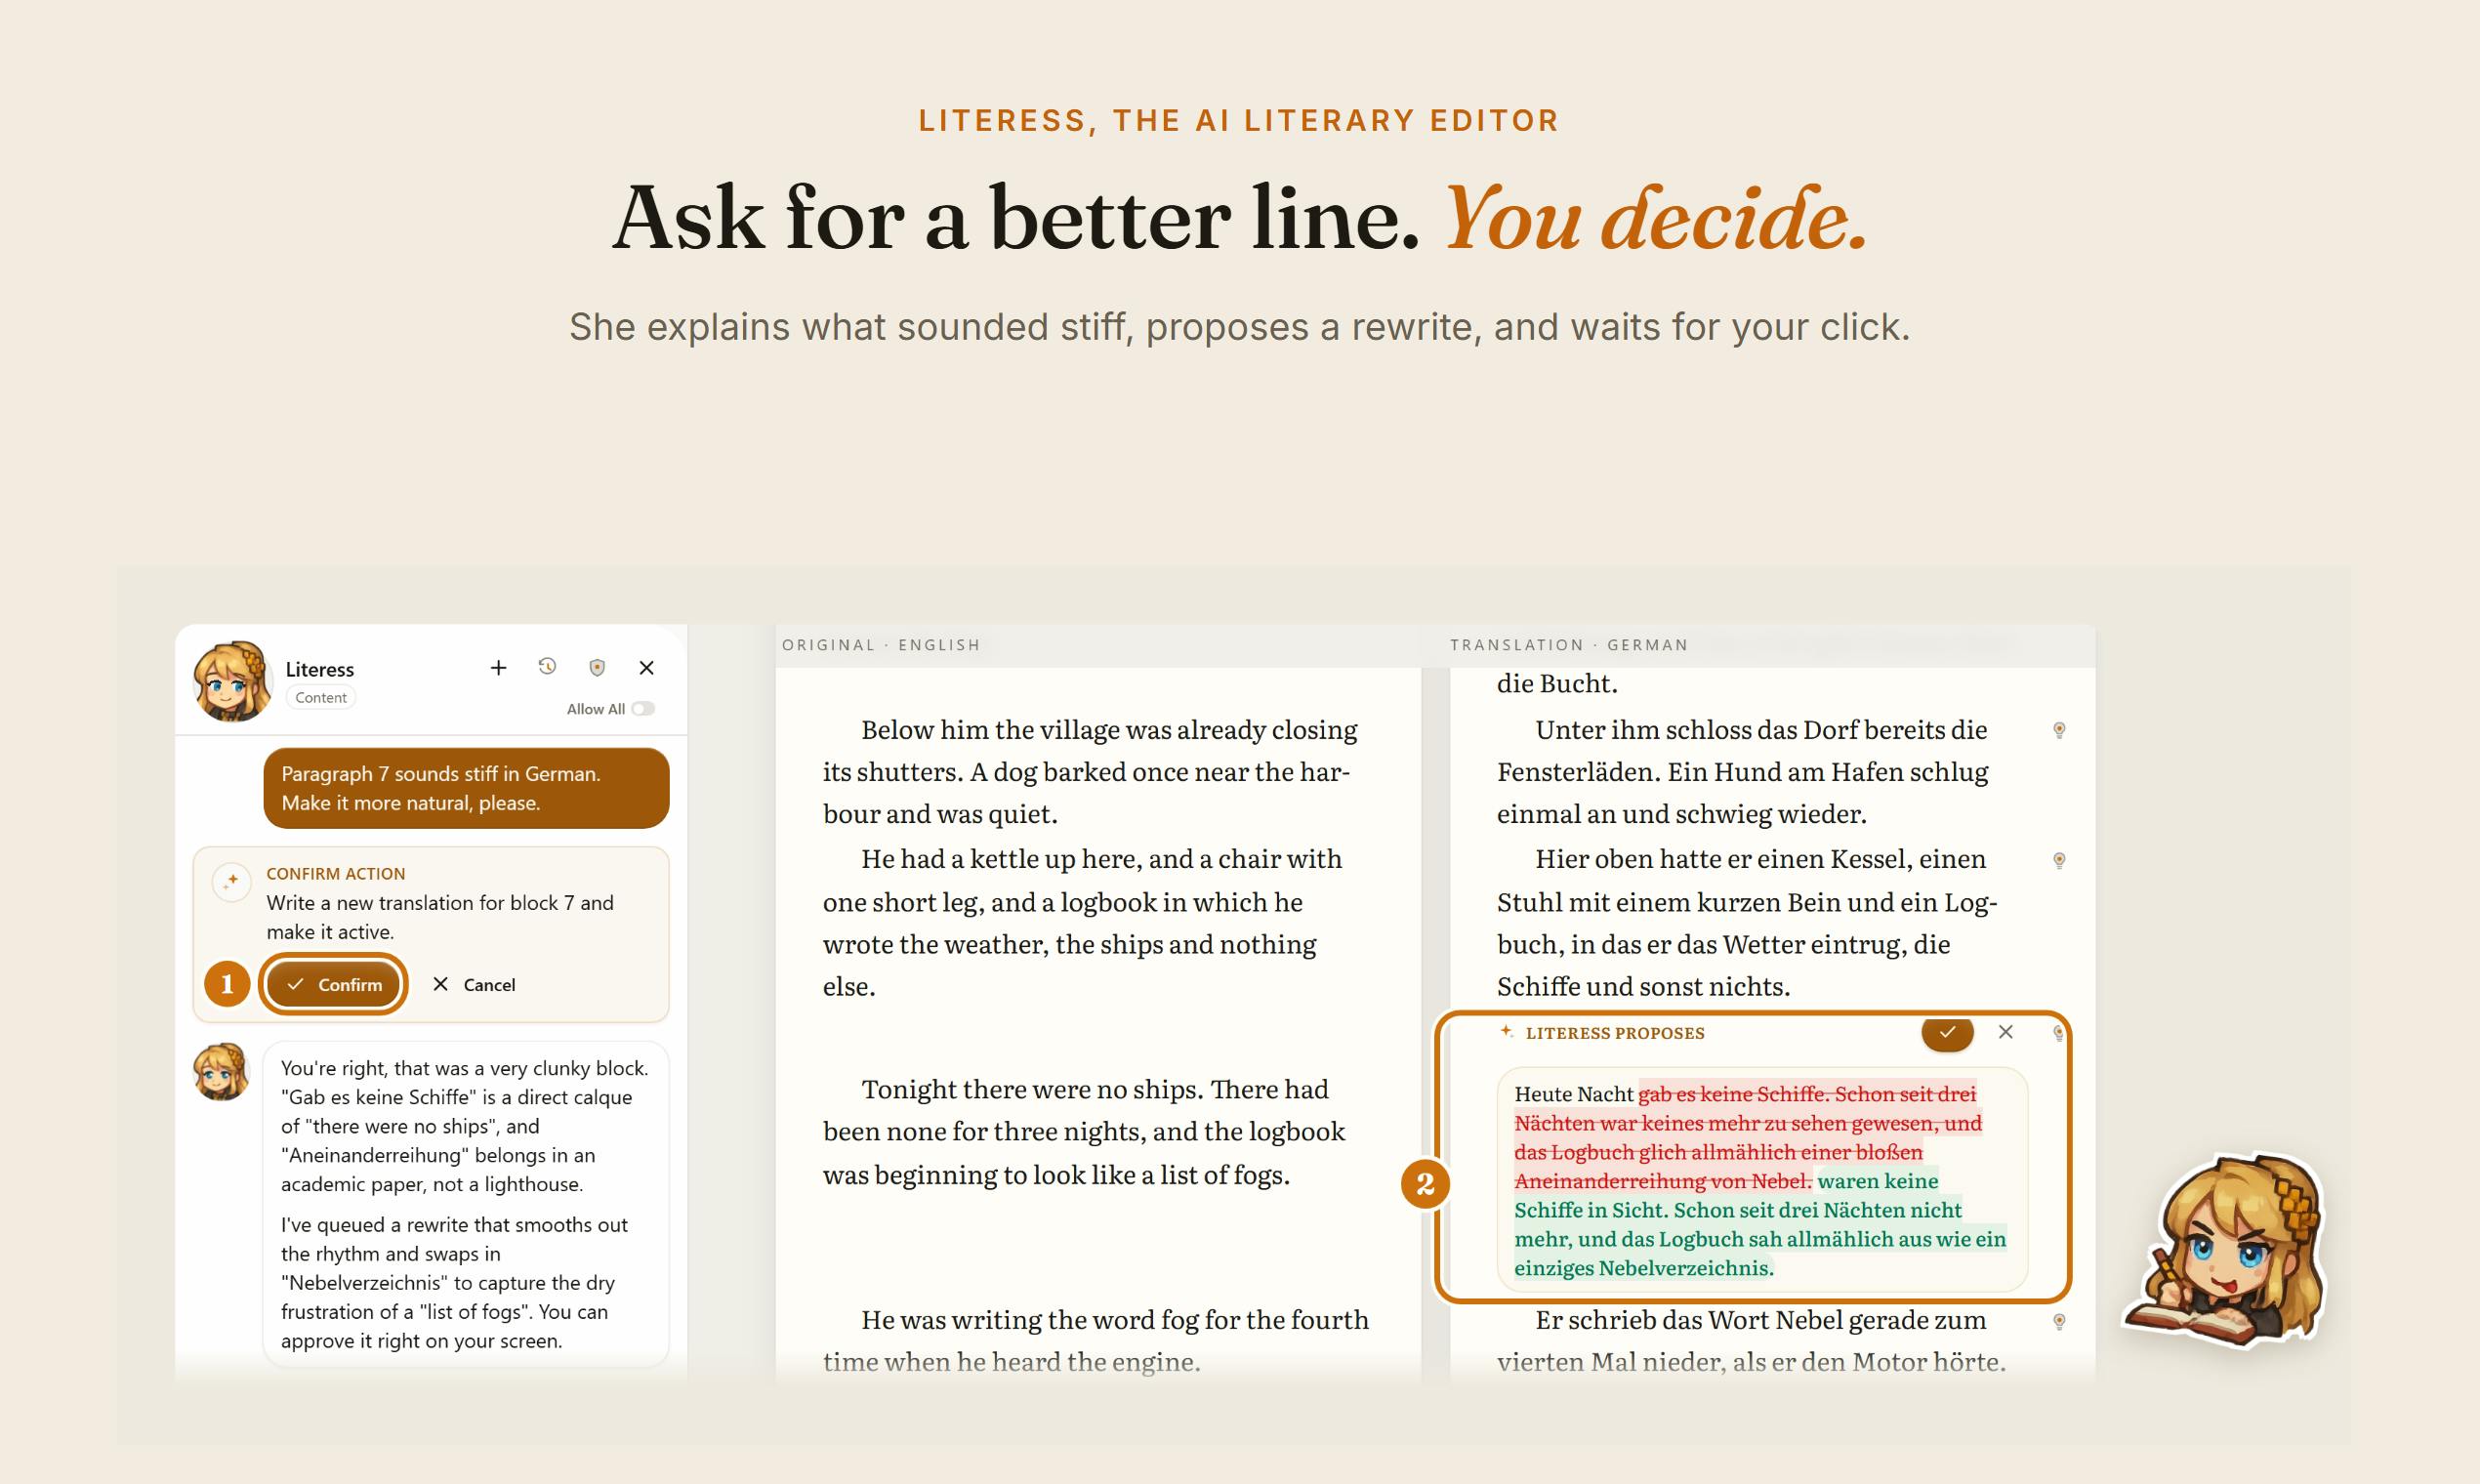 LITERESS, THE AI LITERARY EDITOR
Ask for a better line. You decide.
She explains what sounded stiff, proposes a rewrite, and waits for your click.
Literess
Content
Allow All
Paragraph 7 sounds stiff in German.
Make it more natural, please.
CONFIRM ACTION
Write a new translation for block 7 and
make it active.
1
Confirm
Cancel
You're right, that was a very clunky block.
"Gab es keine Schiffe" is a direct calque
of "there were no ships", and
"Aneinanderreihung" belongs in an
academic paper, not a lighthouse.
I've queued a rewrite that smooths out
the rhythm and swaps in
"Nebelverzeichnis" to capture the dry
frustration of a "list of fogs". You can
approve it right on your screen.
ORIGINAL · ENGLISH
Below him the village was already closing
its shutters. A dog barked once near the har-
bour and was quiet.
He had a kettle up here, and a chair with
one short leg, and a logbook in which he
wrote the weather, the ships and nothing
else.
Tonight there were no ships. There had
been none for three nights, and the logbook
was beginning to look like a list of fogs.
He was writing the word fog for the fourth
time when he heard the engine.
TRANSLATION · GERMAN
die Bucht.
Unter ihm schloss das Dorf bereits die
Fensterläden. Ein Hund am Hafen schlug
einmal an und schwieg wieder.
Hier oben hatte er einen Kessel, einen
Stuhl mit einem kurzen Bein und ein Log-
buch, in das er das Wetter eintrug, die
Schiffe und sonst nichts.
LITERESS PROPOSES
2
Heute Nacht gab es keine Schiffe. Schon seit drei
Nächten war keines mehr zu sehen gewesen, und
das Logbuch glich allmählich einer bloßen
Aneinanderreihung von Nebel. waren keine
Schiffe in Sicht. Schon seit drei Nächten nicht
mehr, und das Logbuch sah allmählich aus wie ein
einziges Nebelverzeichnis.
Er schrieb das Wort Nebel gerade zum
vierten Mal nieder, als er den Motor hörte.